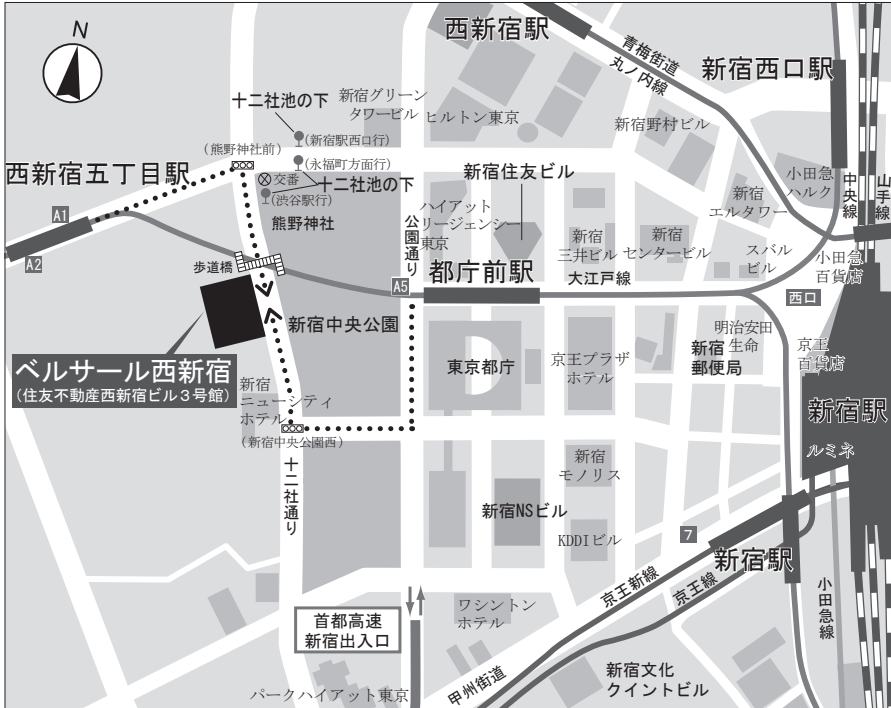 N
西新宿駅
青梅街道
丸ノ内線
新宿西口駅
十二社池の下
新宿グリーン
タワービル
ヒルトン東京
新宿野村ビル
(新宿駅西口行)
(熊野神社前)
(永福町方面行)
西新宿五丁目駅
交番
十二社池の下
(渋谷駅行)
新宿住友ビル
小田急
ハルク
中央線
山手線
新宿
エルタワー
A1
A2
熊野神社
公園通り
ハイアット
リージェンシー
東京
新宿
三井ビル
新宿
センタービル
スバル
ビル
小田急
百貨店
歩道橋
A5
都庁前駅
大江戸線
西口
新宿中央公園
明治安田
生命
新宿
郵便局
京王
百貨店
東京都庁
京王プラザ
ホテル
ベルサール西新宿
(住友不動産西新宿ビル3号館)
新宿
ニューシティ
ホテル
新宿駅
ルミネ
(新宿中央公園西)
十二社通り
新宿
モノリス
新宿NSビル
KDDIビル
7
新宿駅
京王新線
京王線
小田急線
首都高速
新宿出入口
ワシントン
ホテル
甲州街道
新宿文化
クイントビル
パークハイアット東京